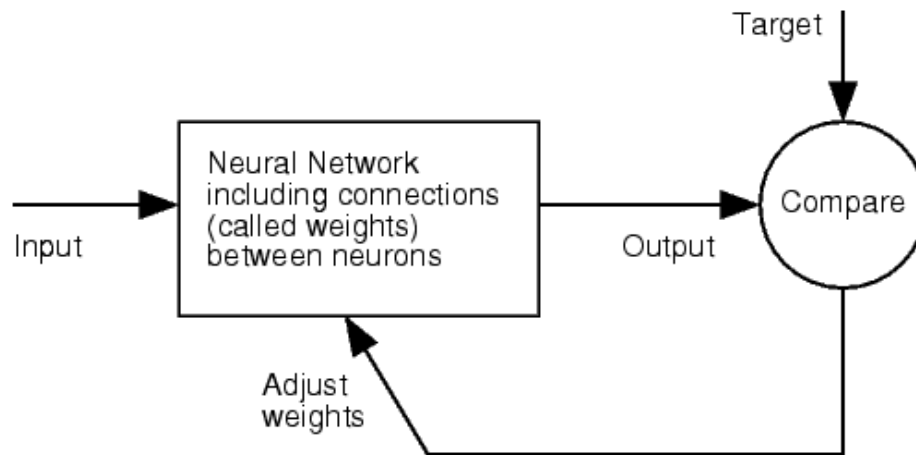 Target
Neural Network
including connections
(called weights)
between neurons
Compare
Input
Output
Adjust
weights